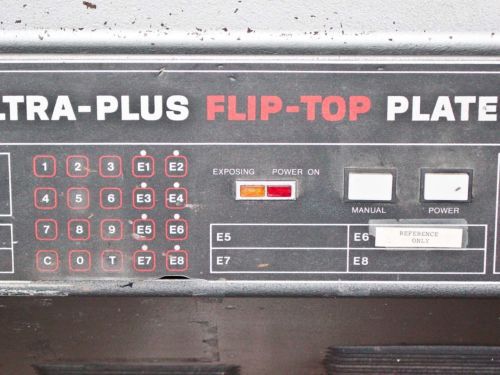 LTRA-PLUS FLIP-TOP PLATE
1 2 3 E1 E2
4 5 6 E3 E4
7 8 9 E5 E6
C 0 T E7 E8
EXPOSING POWER ON
MANUAL POWER
E5 E6
REFERENCE
ONLY
E7 E8